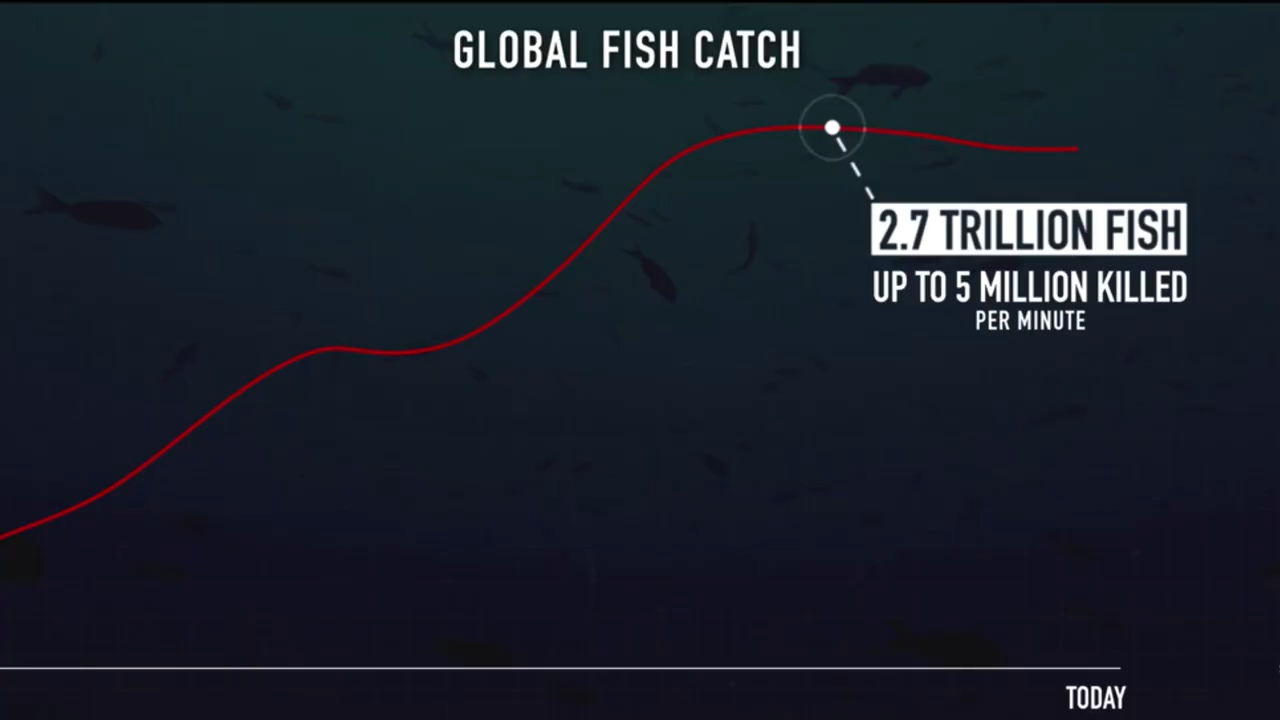 GLOBAL FISH CATCH
2.7 TRILLION FISH
UP TO 5 MILLION KILLED
PER MINUTE
TODAY